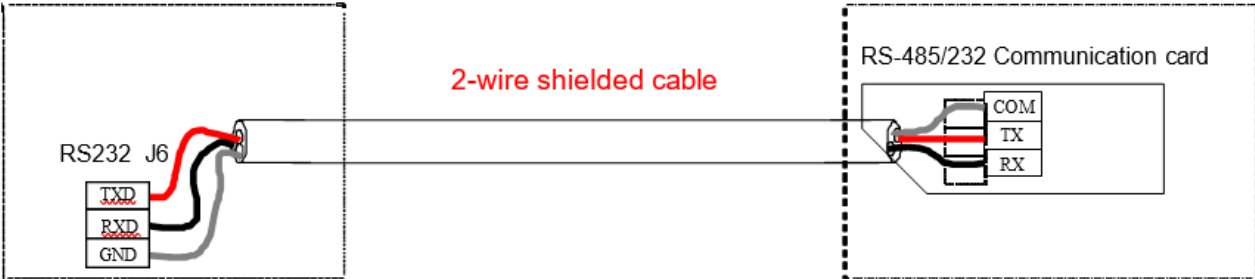 RS-485/232 Communication card
2-wire shielded cable
COM
TX
RX
RS232 J6
TXD
RXD
GND